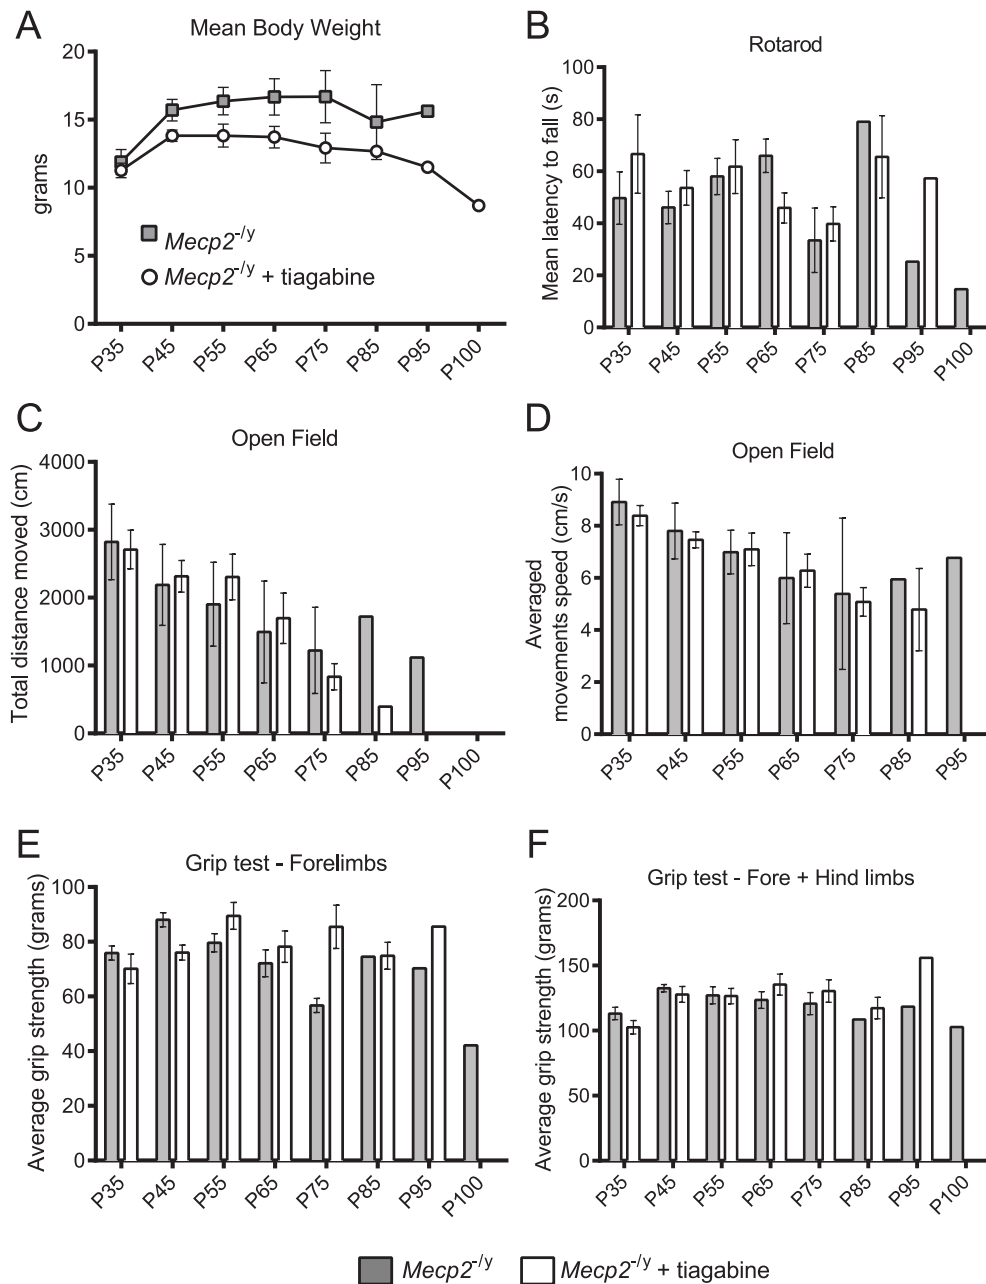 A
Mean Body Weight
grams
20
15
10
5
0
Mecp2-/y
Mecp2-/y + tiagabine
P35 P45 P55 P65 P75 P85 P95 P100
B
Rotarod
Mean latency to fall (s)
100
80
60
40
20
0
P35 P45 P55 P65 P75 P85 P95 P100
C
Open Field
Total distance moved (cm)
4000
3000
2000
1000
0
P35 P45 P55 P65 P75 P85 P95 P100
D
Open Field
Averaged
movements speed (cm/s)
10
8
6
4
2
0
P35 P45 P55 P65 P75 P85 P95
E
Grip test - Forelimbs
Average grip strength (grams)
100
80
60
40
20
0
P35 P45 P55 P65 P75 P85 P95 P100
F
Grip test - Fore + Hind limbs
Average grip strength (grams)
200
150
100
50
0
P35 P45 P55 P65 P75 P85 P95 P100
Mecp2-/y Mecp2-/y + tiagabine